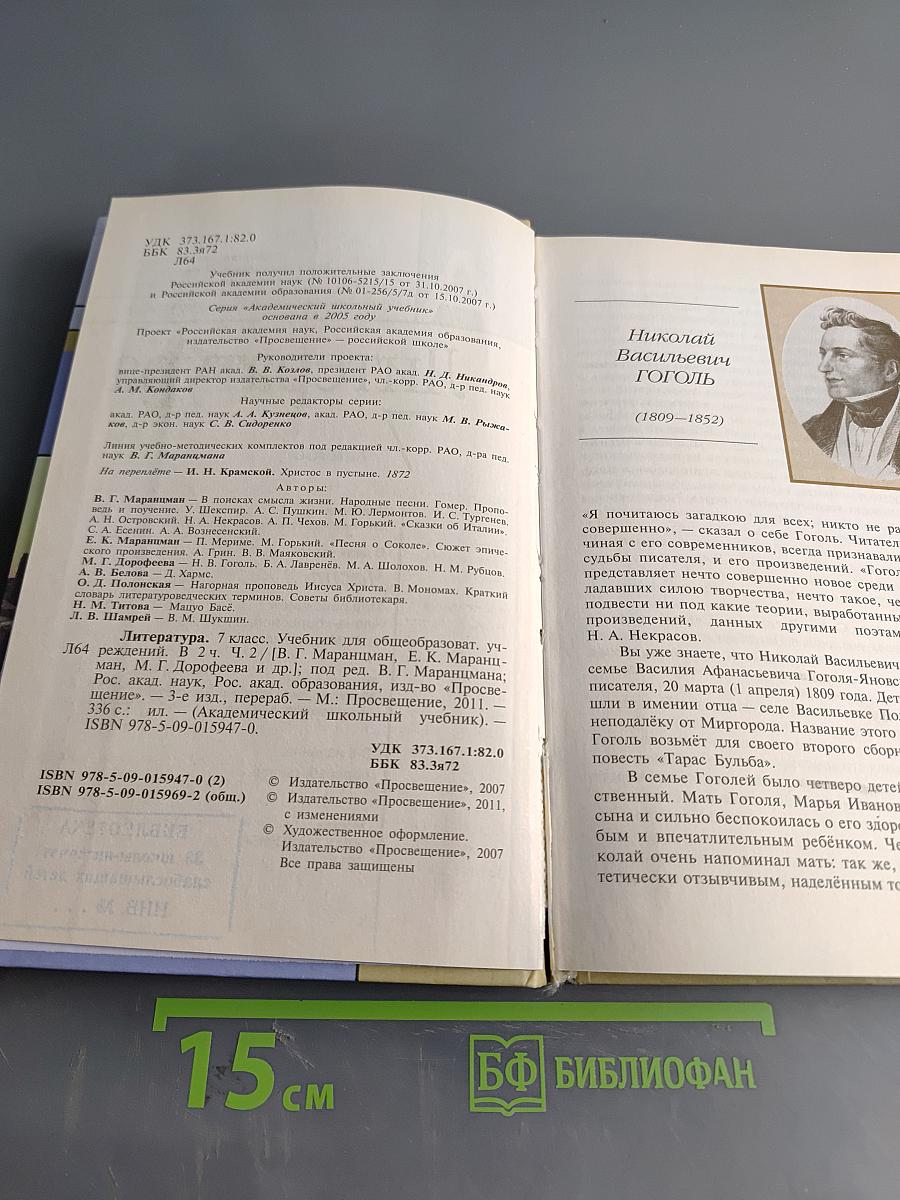 УДК 373.167.1:82.0
ББК 83.3я72
Л64
Учебник получил положительные заключения
Российской академии наук (№ 10106-5215/15 от 31.10.2007 г.)
и Российской академии образования (№ 01-256/5/7д от 15.10.2007 г.)
Серия «Академический школьный учебник»
основана в 2005 году
Проект «Российская академия наук, Российская академия образования,
издательство «Просвещение» — российской школе»
Руководители проекта:
вице-президент РАН акад. В. В. Козлов, президент РАО акад. Н. Д. Никандров,
управляющий директор издательства «Просвещение», чл.-корр. РАО, д-р пед. наук
А. М. Кондаков
Научные редакторы серии:
акад. РАО, д-р пед. наук А. А. Кузнецов, акад. РАО, д-р пед. наук М. В. Рыжа-
ков, д-р экон. наук С. В. Сидоренко
Линия учебно-методических комплектов под редакцией чл.-корр. РАО, д-ра пед.
наук В. Г. Маранцмана
На переплёте — И. Н. Крамской. Христос в пустыне. 1872
Авторы:
В. Г. Маранцман — В поисках смысла жизни. Народные песни. Гомер. Пропо-
ведь и поучение. У. Шекспир. А. С. Пушкин. М. Ю. Лермонтов. И. С. Тургенев.
А. Н. Островский. Н. А. Некрасов. А. П. Чехов. М. Горький. «Сказки об Италии».
С. А. Есенин. А. А. Вознесенский.
Е. К. Маранцман — П. Мериме. М. Горький. «Песня о Соколе». Сюжет эпиче-
ского произведения. А. Грин. В. В. Маяковский.
М. Г. Дорофеева — Н. В. Гоголь. Б. А. Лавренёв. М. А. Шолохов. Н. М. Рубцов.
А. В. Белова — Д. Хармс.
О. Д. Полонская — Нагорная проповедь Иисуса Христа. В. Мономах. Краткий
словарь литературоведческих терминов. Советы библиотекаря.
Н. М. Титова — Мацуо Басё.
Л. В. Шамрей — В. М. Шукшин.
Литература. 7 класс. Учебник для общеобразоват. уч-
Л64 реждений. В 2 ч. Ч. 2 / [В. Г. Маранцман, Е. К. Маранц-
ман, М. Г. Дорофеева и др.]; под ред. В. Г. Маранцмана;
Рос. акад. наук, Рос. акад. образования, изд-во «Просве-
щение». — 3-е изд., перераб. — М.: Просвещение, 2011. —
336 с.: ил. — (Академический школьный учебник). —
ISBN 978-5-09-015947-0.
УДК 373.167.1:82.0
ББК 83.3я72
ISBN 978-5-09-015947-0 (2)
ISBN 978-5-09-015969-2 (общ.)
© Издательство «Просвещение», 2007
© Издательство «Просвещение», 2011,
с изменениями
© Художественное оформление.
Издательство «Просвещение», 2007
Все права защищены
Николай
Васильевич
ГОГОЛЬ
(1809—1852)
«Я почитаюсь загадкою для всех; никто не ра
совершенно», — сказал о себе Гоголь. Читател
чиная с его современников, всегда признавали
судьбы писателя, и его произведений. «Гогол
представляет нечто совершенно новое среди
ладавших силою творчества, нечто такое, че
подвести ни под какие теории, выработанны
произведений, данных другими поэтам
Н. А. Некрасов.
Вы уже знаете, что Николай Васильевич
семье Василия Афанасьевича Гоголя-Яновс
писателя, 20 марта (1 апреля) 1809 года. Дет
шли в имении отца — селе Васильевке По
неподалёку от Миргорода. Название этого
Гоголь возьмёт для своего второго сборн
повесть «Тарас Бульба».
В семье Гоголей было четверо детей
ственный. Мать Гоголя, Марья Иванов
сына и сильно беспокоилась о его здоро
бым и впечатлительным ребёнком. Че
колай очень напоминал мать: так же,
тетически отзывчивым, наделённым то
15 см
БФ БИБЛИОФАН